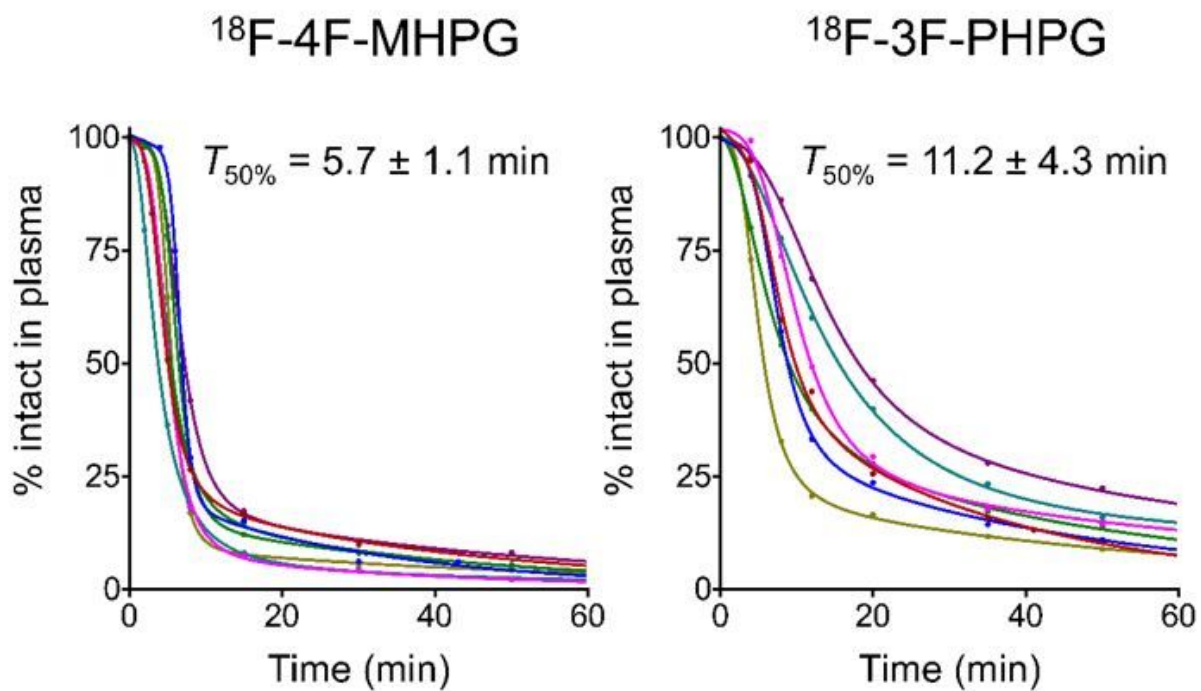 ¹⁸F-4F-MHPG
T50% = 5.7 ± 1.1 min
% intact in plasma
100
75
50
25
0
0 20 40 60
Time (min)
¹⁸F-3F-PHPG
T50% = 11.2 ± 4.3 min
% intact in plasma
100
75
50
25
0
0 20 40 60
Time (min)